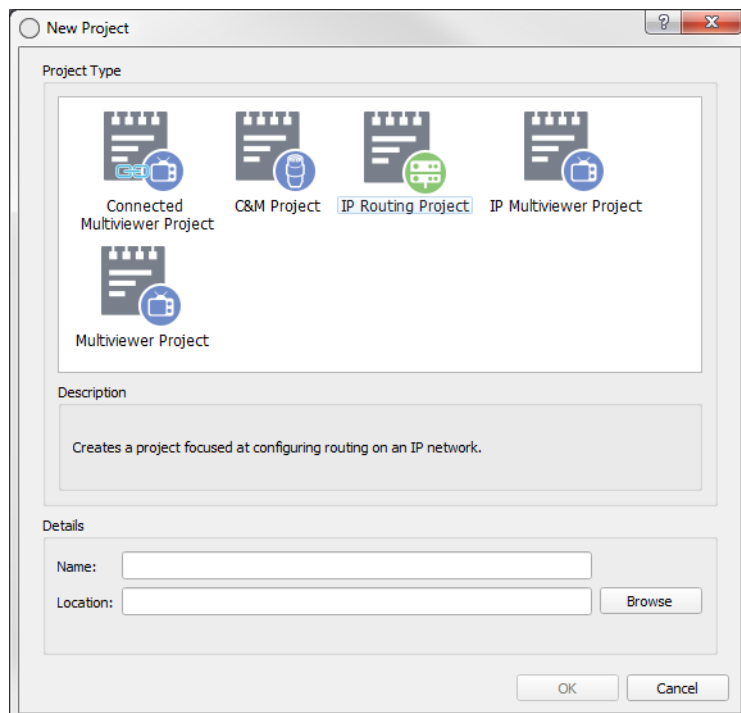 New Project
?
Project Type
Connected
Multiviewer Project
C&M Project
IP Routing Project
IP Multiviewer Project
Multiviewer Project
Description
Creates a project focused at configuring routing on an IP network.
Details
Name:
Location:
Browse
OK
Cancel